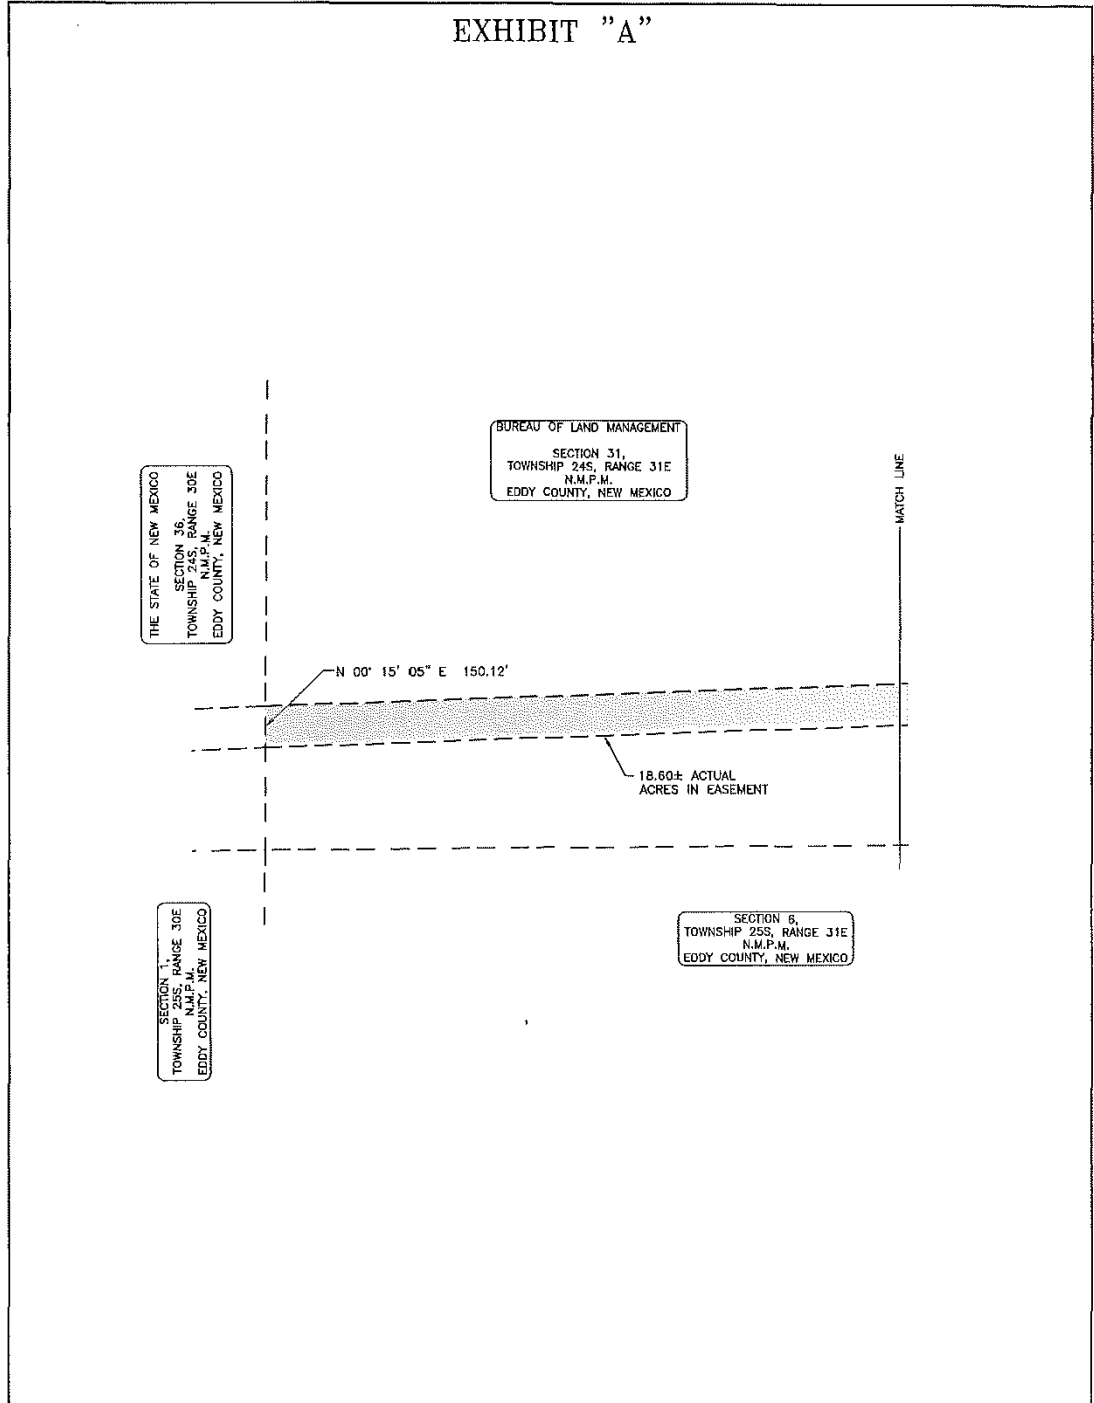 EXHIBIT "A"
BUREAU OF LAND MANAGEMENT
SECTION 31,
TOWNSHIP 24S, RANGE 31E
N.M.P.M.
EDDY COUNTY, NEW MEXICO
THE STATE OF NEW MEXICO
SECTION 36,
TOWNSHIP 24S, RANGE 30E
N.M.P.M.
EDDY COUNTY, NEW MEXICO
MATCH LINE
N 00° 15' 05" E 150.12'
18.60± ACTUAL
ACRES IN EASEMENT
SECTION 1,
TOWNSHIP 25S, RANGE 30E
N.M.P.M.
EDDY COUNTY, NEW MEXICO
SECTION 6,
TOWNSHIP 25S, RANGE 31E
N.M.P.M.
EDDY COUNTY, NEW MEXICO